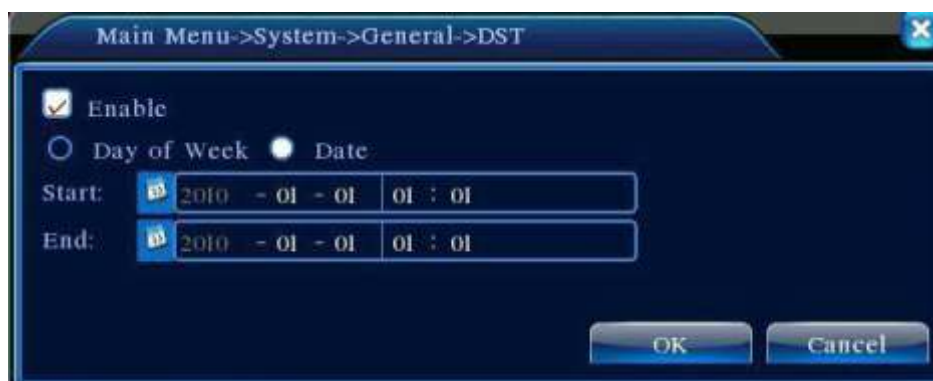 Main Menu->System->General->DST
Enable
Day of Week Date
Start: 2010 - 01 - 01 01 : 01
End: 2010 - 01 - 01 01 : 01
OK Cancel